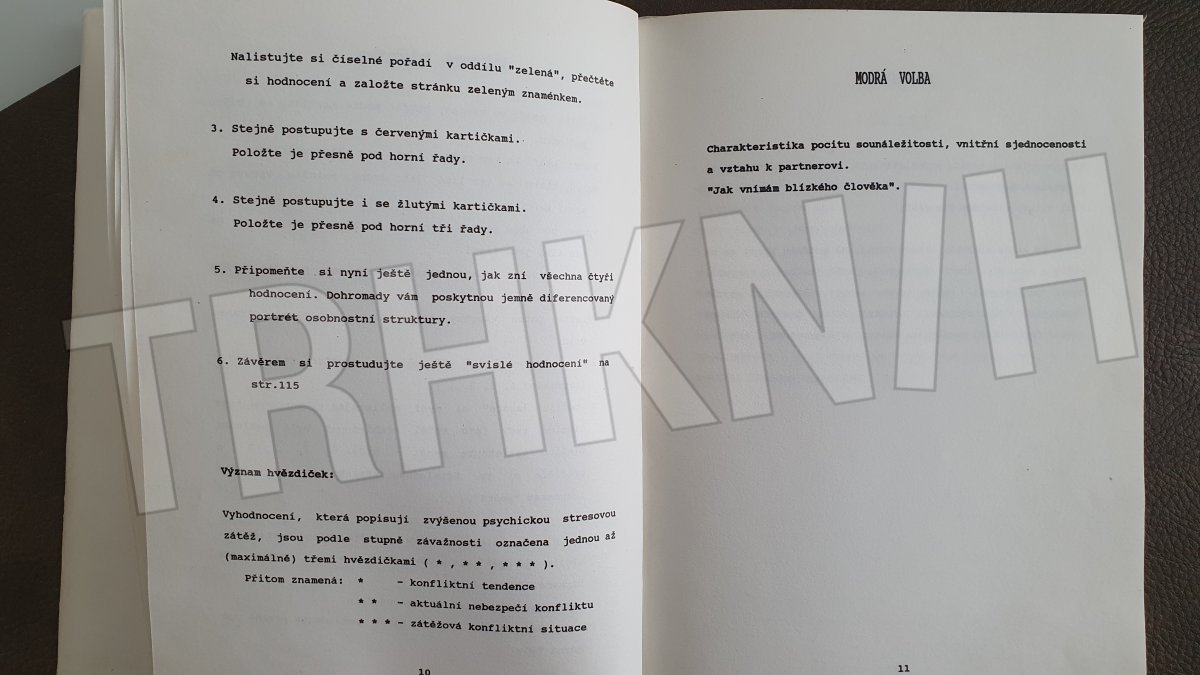 Nalistujte si číselné pořadí v oddílu "zelená", přečtěte
si hodnocení a založte stránku zeleným znaménkem.
3. Stejně postupujte s červenými kartičkami.
Položte je přesně pod horní řady.
4. Stejně postupujte i se žlutými kartičkami.
Položte je přesně pod horní tři řady.
5. Připomeňte si nyní ještě jednou, jak zní všechna čtyři
hodnocení. Dohromady vám poskytnou jemně diferencovaný
portrét osobnostní struktury.
6. Závěrem si prostudujte ještě "svislé hodnocení" na
str.115
Význam hvězdiček:
Vyhodnocení, která popisují zvýšenou psychickou stresovou
zátěž, jsou podle stupně závažnosti označena jednou až
(maximálně) třemi hvězdičkami ( * , * * , * * * ).
Přitom znamená: * - konfliktní tendence
* * - aktuální nebezpečí konfliktu
* * * - zátěžová konfliktní situace
10
MODRÁ VOLBA
Charakteristika pocitu sounáležitosti, vnitřní sjednocenosti
a vztahu k partnerovi.
"Jak vnímám blízkého člověka".
11
TRHKNIH